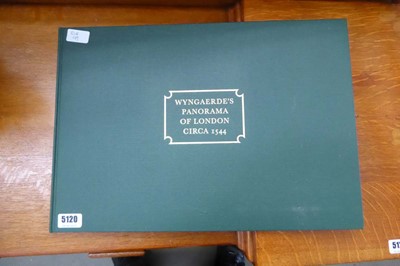 WYNGAERDE'S
PANORAMA
OF LONDON
CIRCA 1544
5120